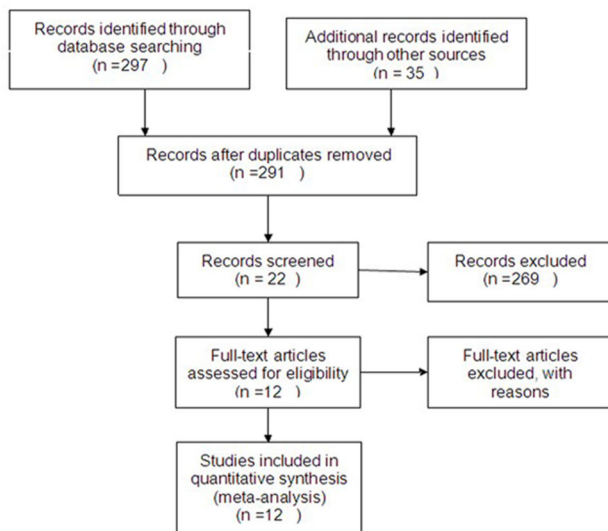 Records identified through
database searching
(n =297   )
Additional records identified
through other sources
(n = 35   )
Records after duplicates removed
(n =291   )
Records screened
(n = 22   )
Records excluded
(n =269   )
Full-text articles
assessed for eligibility
(n =12   )
Full-text articles
excluded, with
reasons
Studies included in
quantitative synthesis
(meta-analysis)
(n =12   )